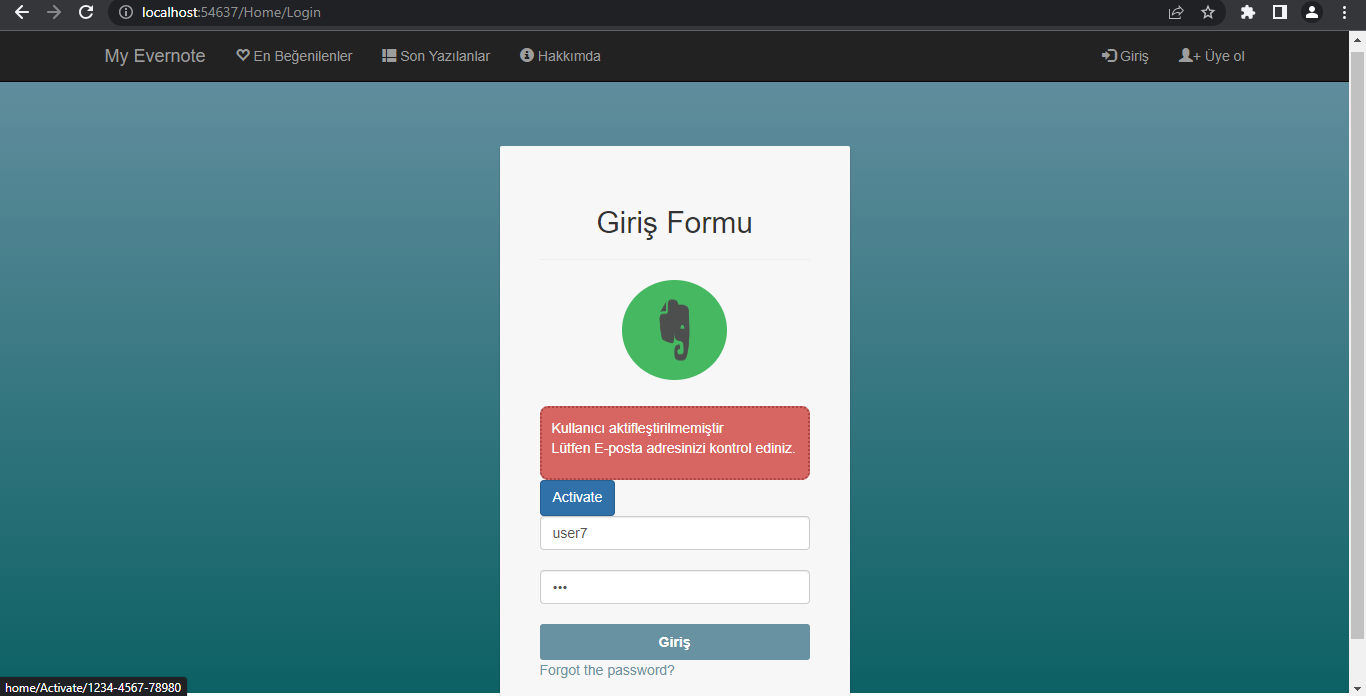 localhost:54637/Home/Login
My Evernote En Beğenilenler Son Yazılanlar Hakkımda Giriş + Üye ol
Giriş Formu
Kullanıcı aktifleştirilmemiştir
Lütfen E-posta adresinizi kontrol ediniz.
Activate
user7
•••
Giriş
Forgot the password?
home/Activate/1234-4567-78980